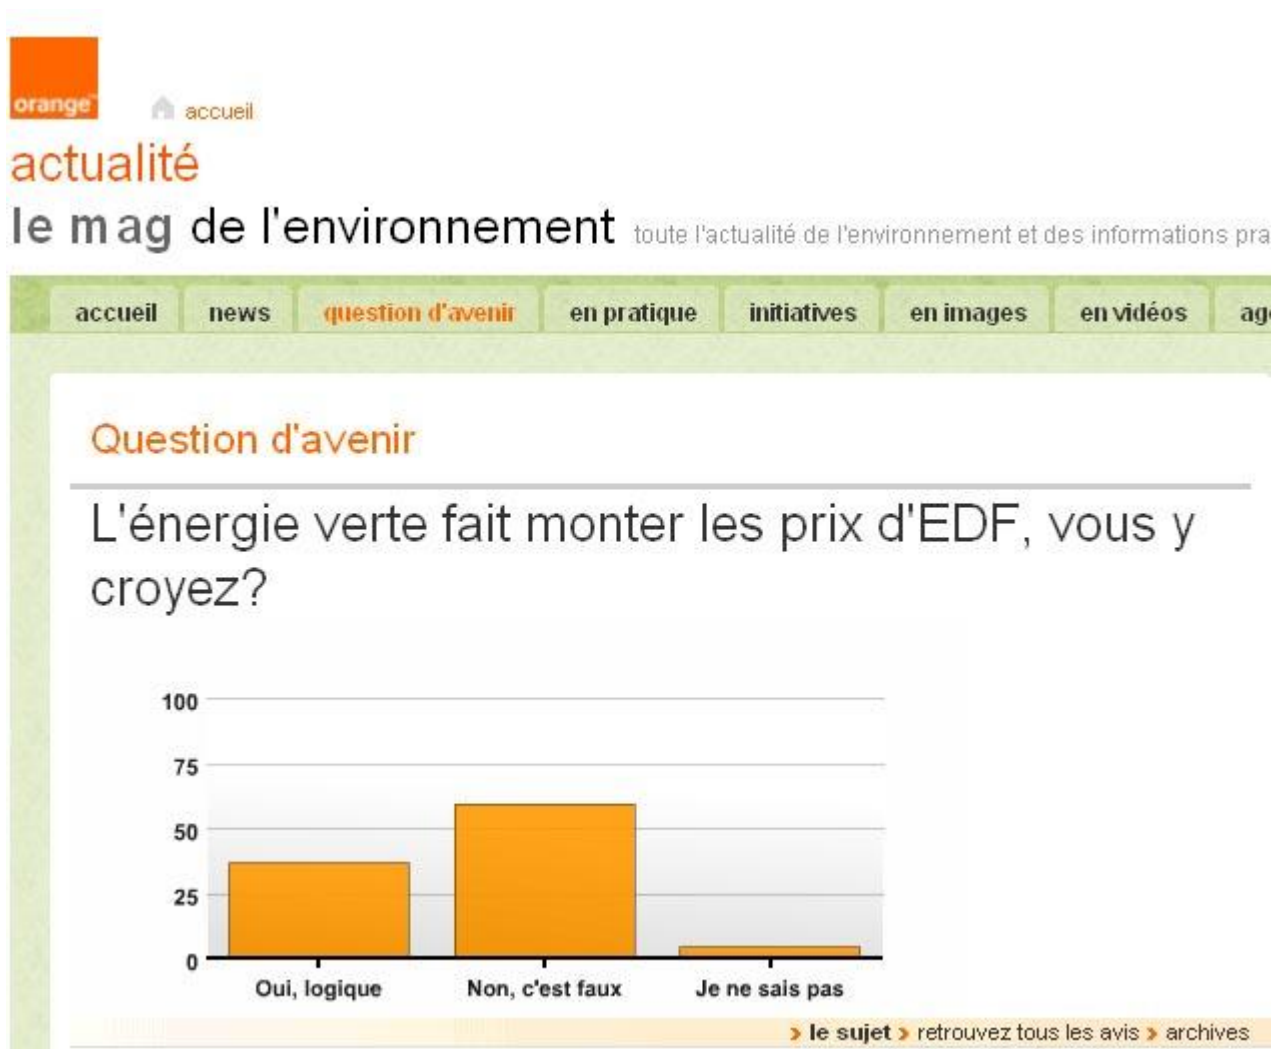 orange™
accueil
actualité
le mag de l'environnement toute l'actualité de l'environnement et des informations pra
accueil news question d'avenir en pratique initiatives en images en vidéos age
Question d'avenir
L'énergie verte fait monter les prix d'EDF, vous y
croyez?
100
75
50
25
0
Oui, logique Non, c'est faux Je ne sais pas
› le sujet › retrouvez tous les avis › archives